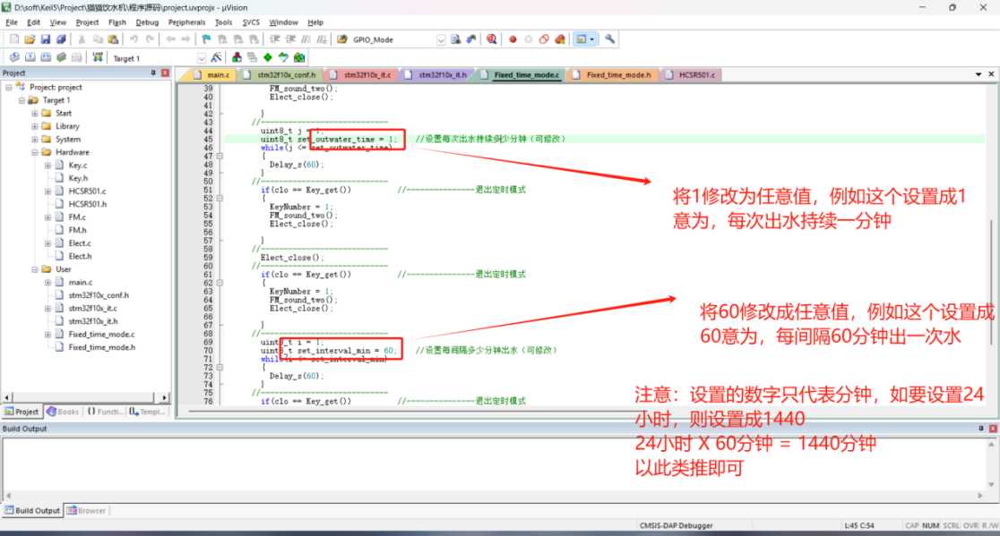 D:\soft\Keil5\Project\猫猫饮水机\程序源码\project.uvprojx - µVision
File Edit View Project Flash Debug Peripherals Tools SVCS Window Help
GPIO_Mode
LOAD Target 1
Project
main.c stm32f10x_conf.h stm32f10x_it.c stm32f10x_it.h Fixed_time_mode.c Fixed_time_mode.h HCSR501.c
Project: project
Target 1
Start
Library
System
Hardware
Key.c
Key.h
HCSR501.c
HCSR501.h
FM.c
FM.h
Elect.c
Elect.h
User
main.c
stm32f10x_conf.h
stm32f10x_it.c
stm32f10x_it.h
Fixed_time_mode.c
Fixed_time_mode.h
39 FM_sound_two();
40 Elect_close();
41
42 }
43 //--------------------------
44 uint8_t j = 1;
45 uint8_t set_outwater_time = 1; //设置每次出水持续多少分钟（可修改）
46 while(j <= set_outwater_time)
47 {
48 Delay_s(60);
49 }
50 //--------------------------
51 if(clo == Key_get()) //--------------退出定时模式
52 {
53 KeyNumber = 1;
54 FM_sound_two();
55 Elect_close();
56
57 }
58 //--------------------------
59 Elect_close();
60 //--------------------------
61 if(clo == Key_get()) //--------------退出定时模式
62 {
63 KeyNumber = 1;
64 FM_sound_two();
65 Elect_close();
66
67 }
68 //--------------------------
69 uint8_t i = 1;
70 uint8_t set_interval_min = 60; //设置每间隔多少分钟出水（可修改）
71 while(i <= set_interval_min)
72 {
73 Delay_s(60);
74 }
75 //--------------------------
76 if(clo == Key_get()) //--------------退出定时模式
将1修改为任意值，例如这个设置成1
意为，每次出水持续一分钟
将60修改成任意值，例如这个设置成
60意为，每间隔60分钟出一次水
注意：设置的数字只代表分钟，如要设置24
小时，则设置成1440
24小时 X 60分钟 = 1440分钟
以此类推即可
Project Books {} Functi... 0 Templ...
Build Output
Build Output Browser
CMSIS-DAP Debugger L:45 C:54 CAP NUM SCRL OVR R/W